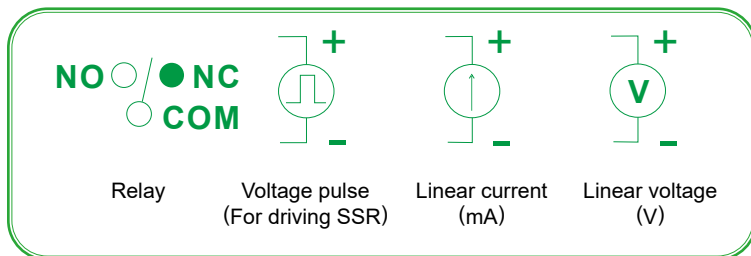 + + +
NO NC
COM
V
- - -
Relay Voltage pulse Linear current Linear voltage
(For driving SSR) (mA) (V)